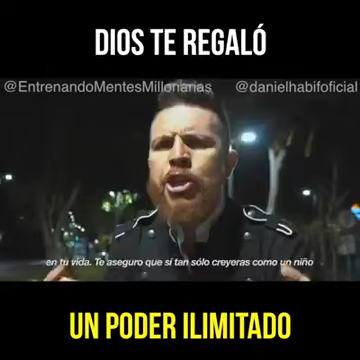 DIOS TE REGALÓ
@EntrenandoMentesMillonarias @danielhabifoficial
en tu vida. Te aseguro que si tan sólo creyeras como un niño
UN PODER ILIMITADO